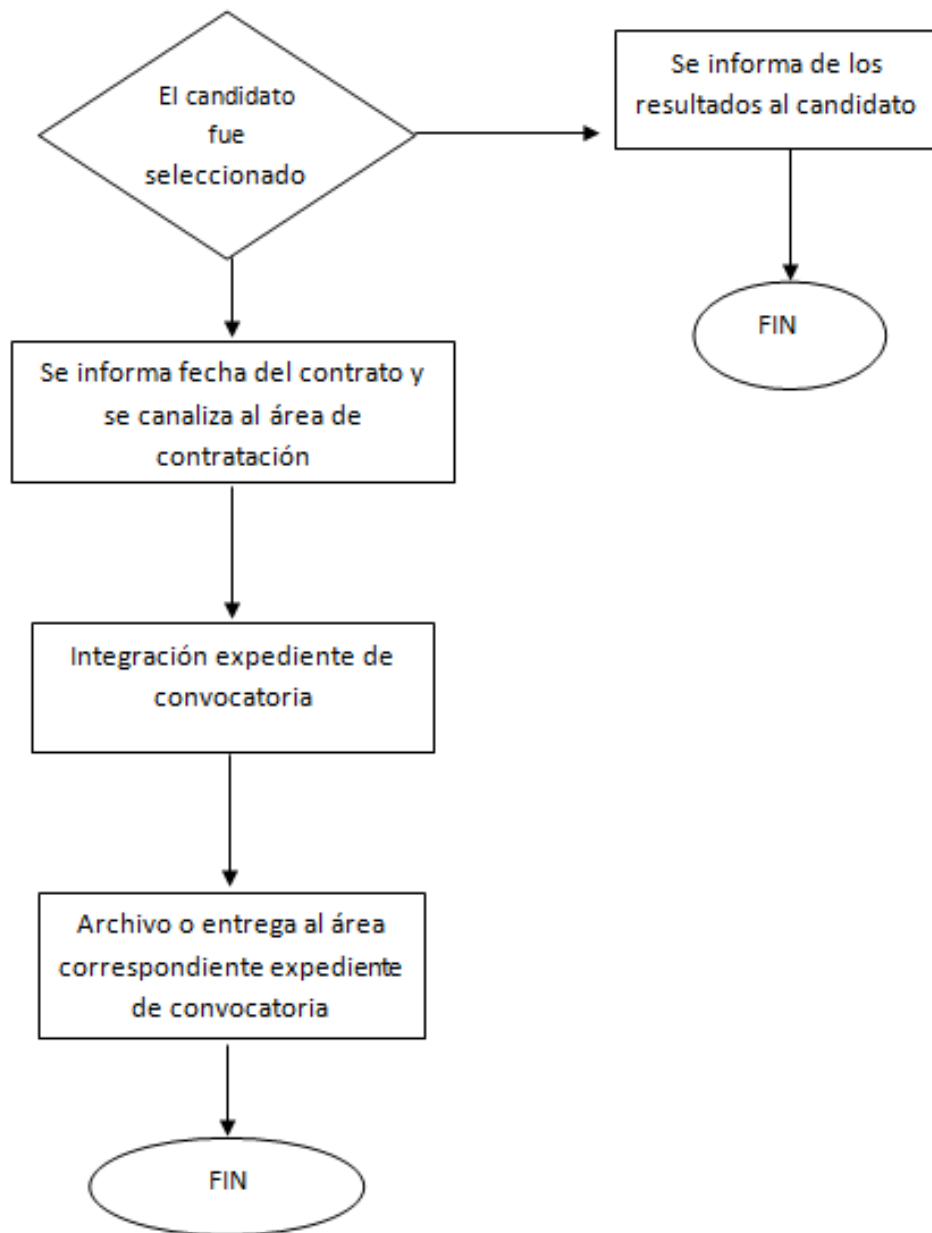 El candidato
fue
seleccionado
Se informa de los
resultados al candidato
FIN
Se informa fecha del contrato y
se canaliza al área de
contratación
Integración expediente de
convocatoria
Archivo o entrega al área
correspondiente expediente
de convocatoria
FIN